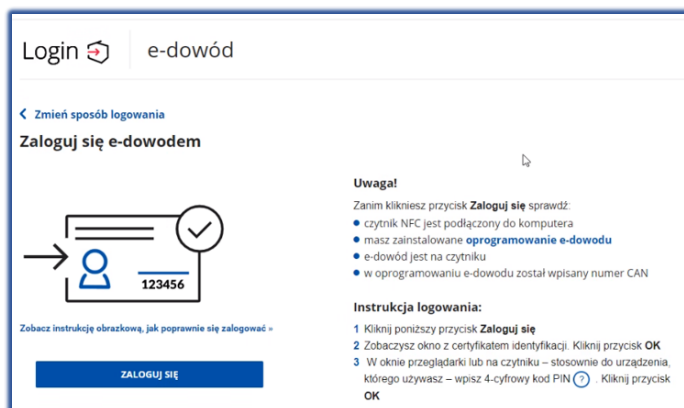 Login e-dowód
Zmień sposób logowania
Zaloguj się e-dowodem
123456
Zobacz instrukcję obrazkową, jak poprawnie się zalogować »
ZALOGUJ SIĘ
Uwaga!
Zanim klikniesz przycisk Zaloguj się sprawdź:
czytnik NFC jest podłączony do komputera
masz zainstalowane oprogramowanie e-dowodu
e-dowód jest na czytniku
w oprogramowaniu e-dowodu został wpisany numer CAN
Instrukcja logowania:
1 Kliknij poniższy przycisk Zaloguj się
2 Zobaczysz okno z certyfikatem identyfikacji. Kliknij przycisk OK
3 W oknie przeglądarki lub na czytniku – stosownie do urządzenia,
którego używasz – wpisz 4-cyfrowy kod PIN ? . Kliknij przycisk
OK